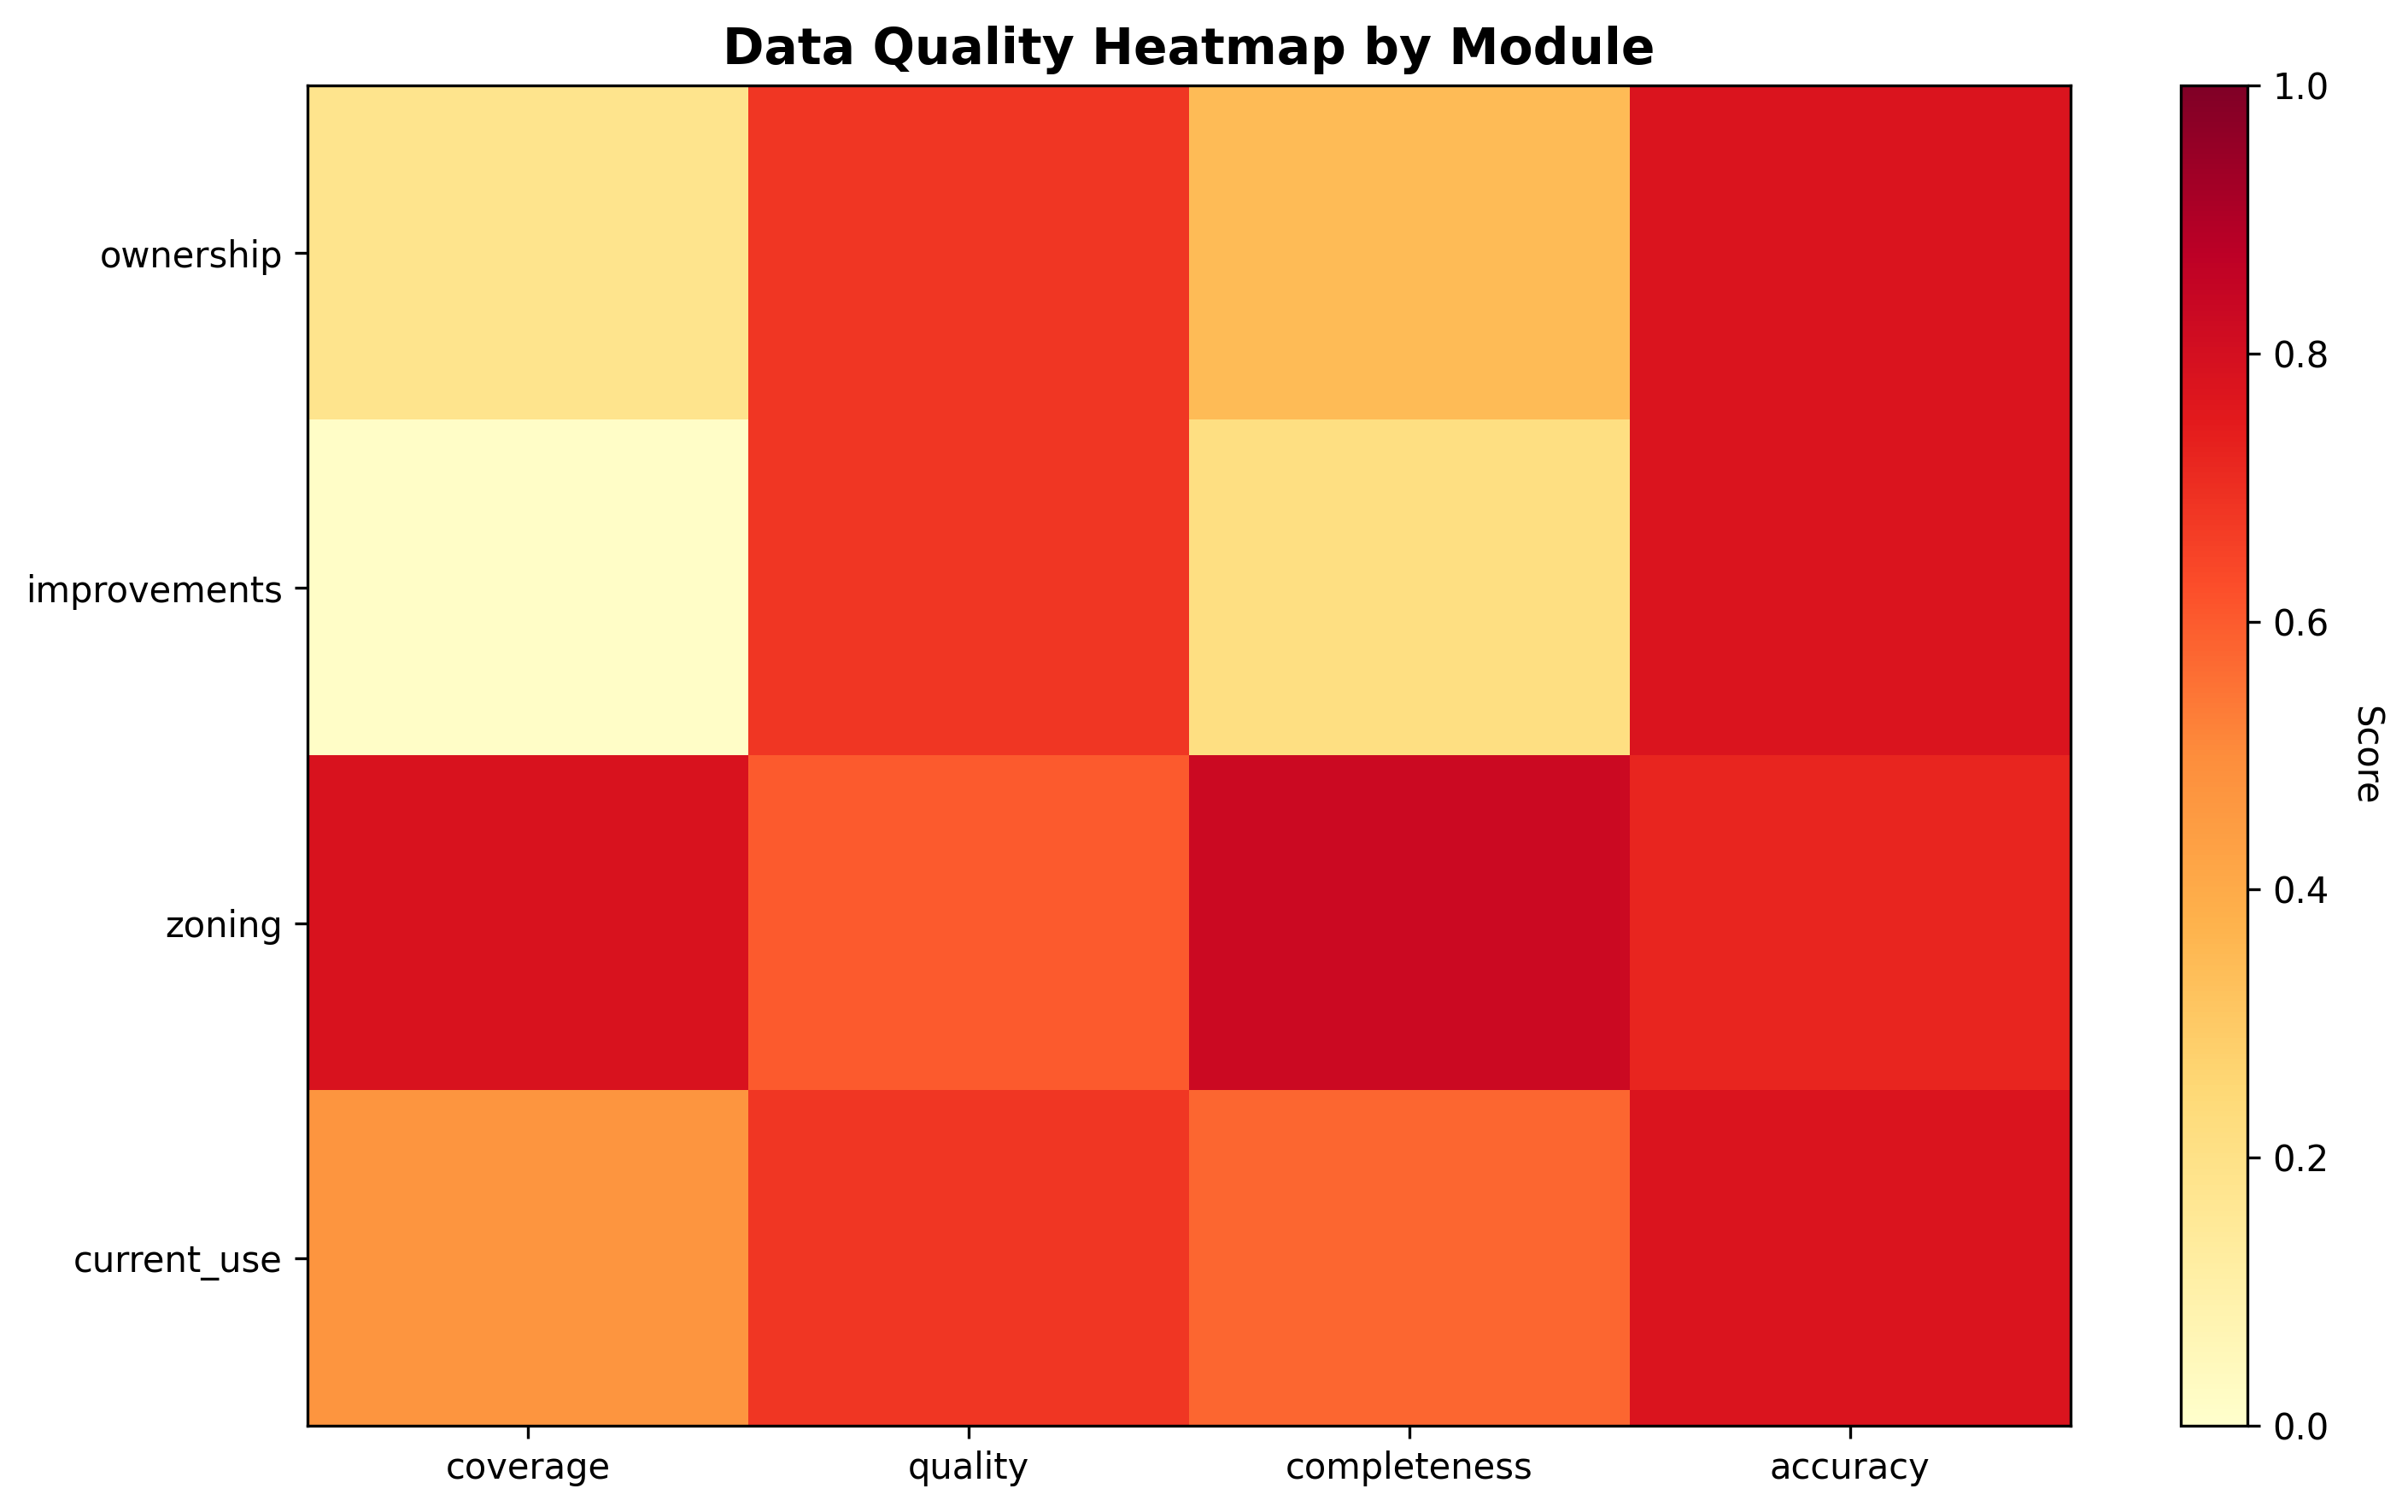 Data Quality Heatmap by Module
ownership
improvements
zoning
current_use
coverage
quality
completeness
accuracy
1.0
0.8
0.6
0.4
0.2
0.0
Score